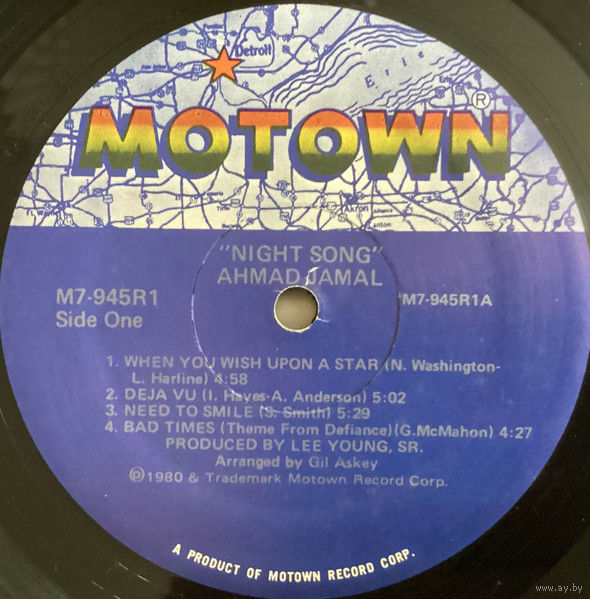 Detroit
Erie
MOTOWN®
Akron
Canton
"NIGHT SONG"
AHMAD JAMAL
M7-945R1
M7-945R1A
Side One
1. WHEN YOU WISH UPON A STAR (N. Washington-
L. Harline) 4:58
2. DEJA VU (I. Hayes-A. Anderson) 5:02
3. NEED TO SMILE (S. Smith) 5:29
4. BAD TIMES (Theme From Defiance)(G.McMahon) 4:27
PRODUCED BY LEE YOUNG, SR.
Arranged by Gil Askey
℗1980 & Trademark Motown Record Corp.
A PRODUCT OF MOTOWN RECORD CORP.
www.ay.by